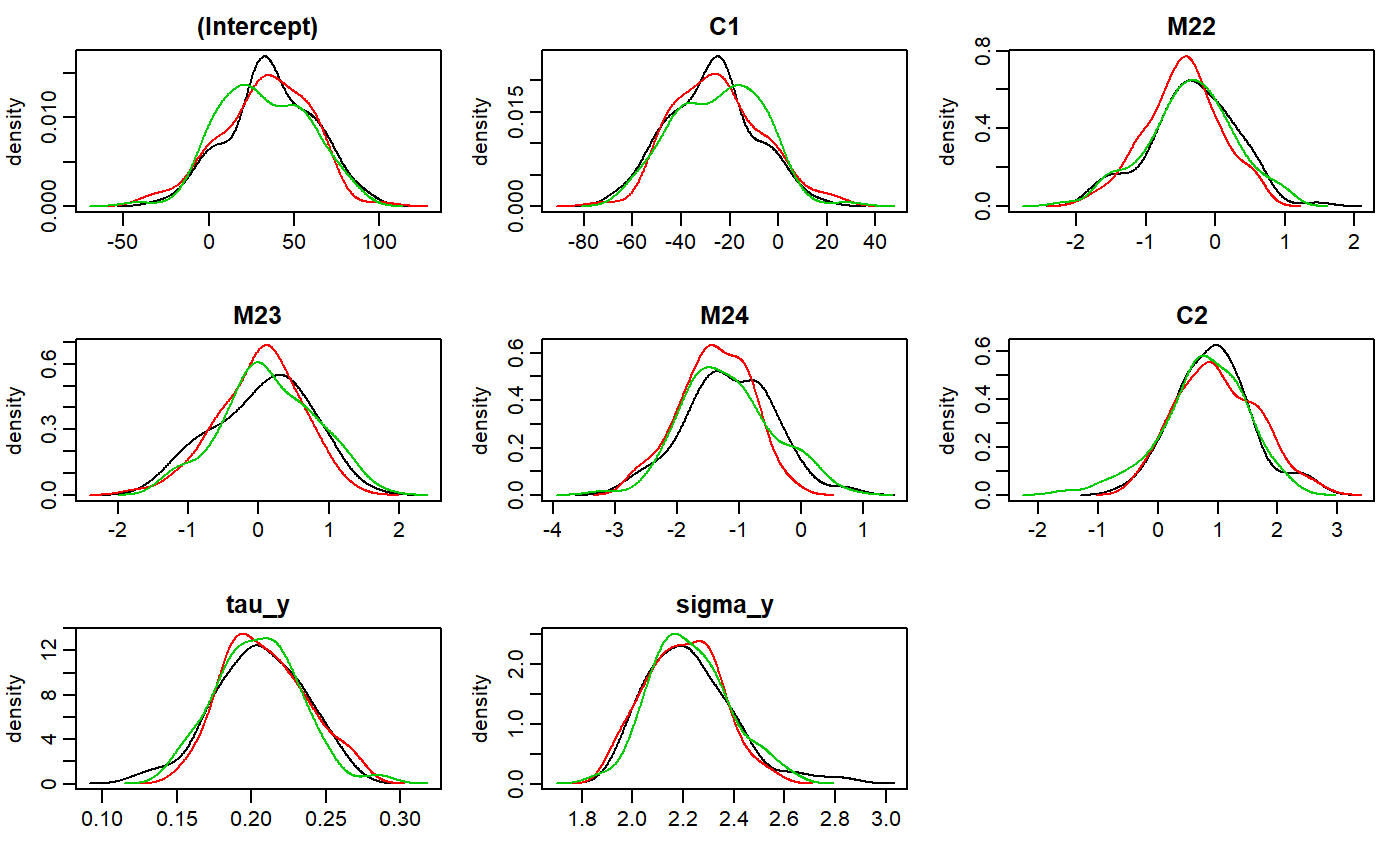 (Intercept)
density
0.000 0.010
-50 0 50 100
C1
density
0.000 0.015
-80 -60 -40 -20 0 20 40
M22
density
0.0 0.4 0.8
-2 -1 0 1 2
M23
density
0.0 0.3 0.6
-2 -1 0 1 2
M24
density
0.0 0.2 0.4 0.6
-4 -3 -2 -1 0 1
C2
density
0.0 0.2 0.4 0.6
-2 -1 0 1 2 3
tau_y
density
0 4 8 12
0.10 0.15 0.20 0.25 0.30
sigma_y
density
0.0 1.0 2.0
1.8 2.0 2.2 2.4 2.6 2.8 3.0